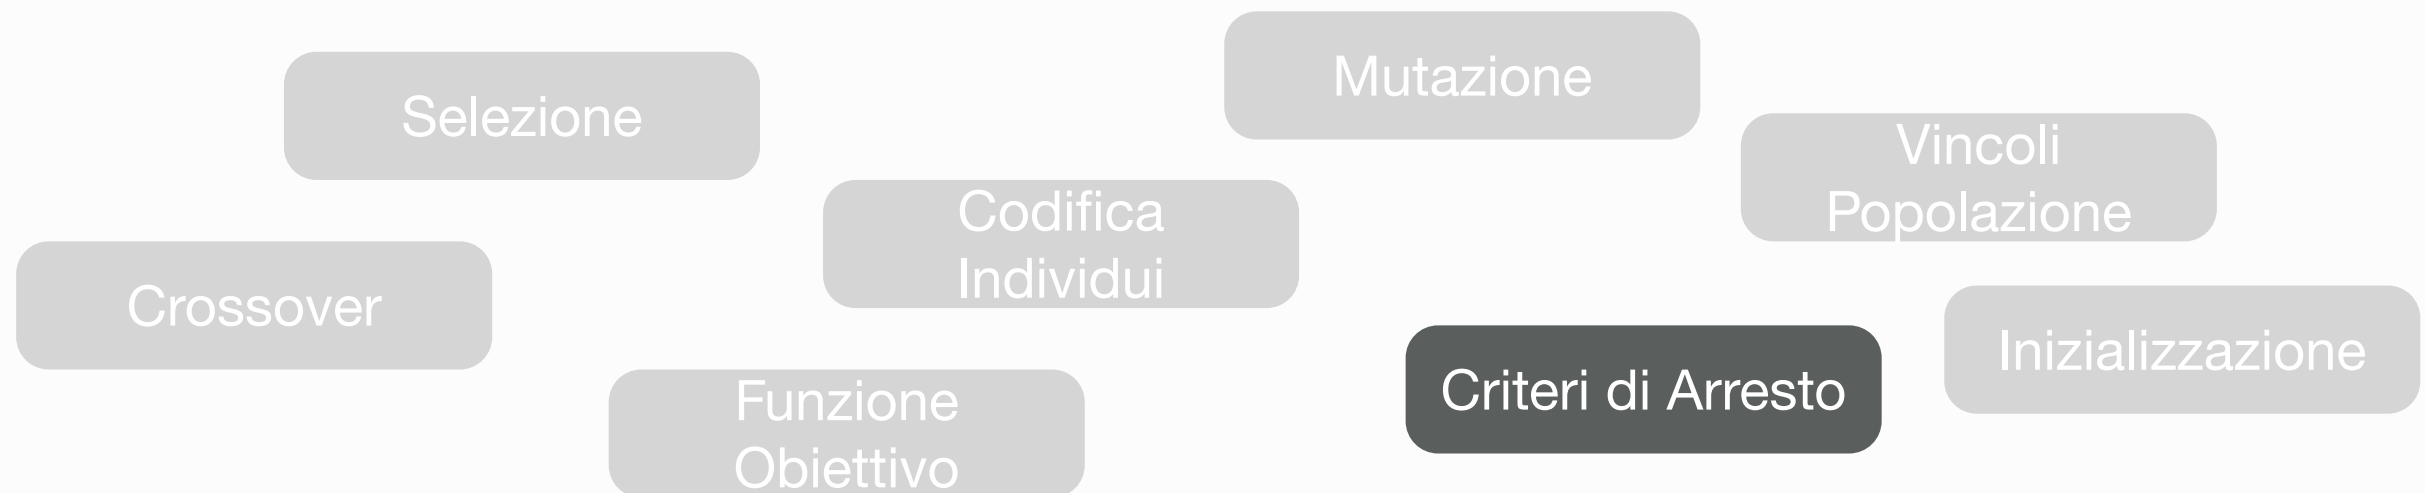 Mutazione
Selezione
Vincoli
Popolazione
Codifica
Individui
Crossover
Inizializzazione
Criteri di Arresto
Funzione
Obiettivo